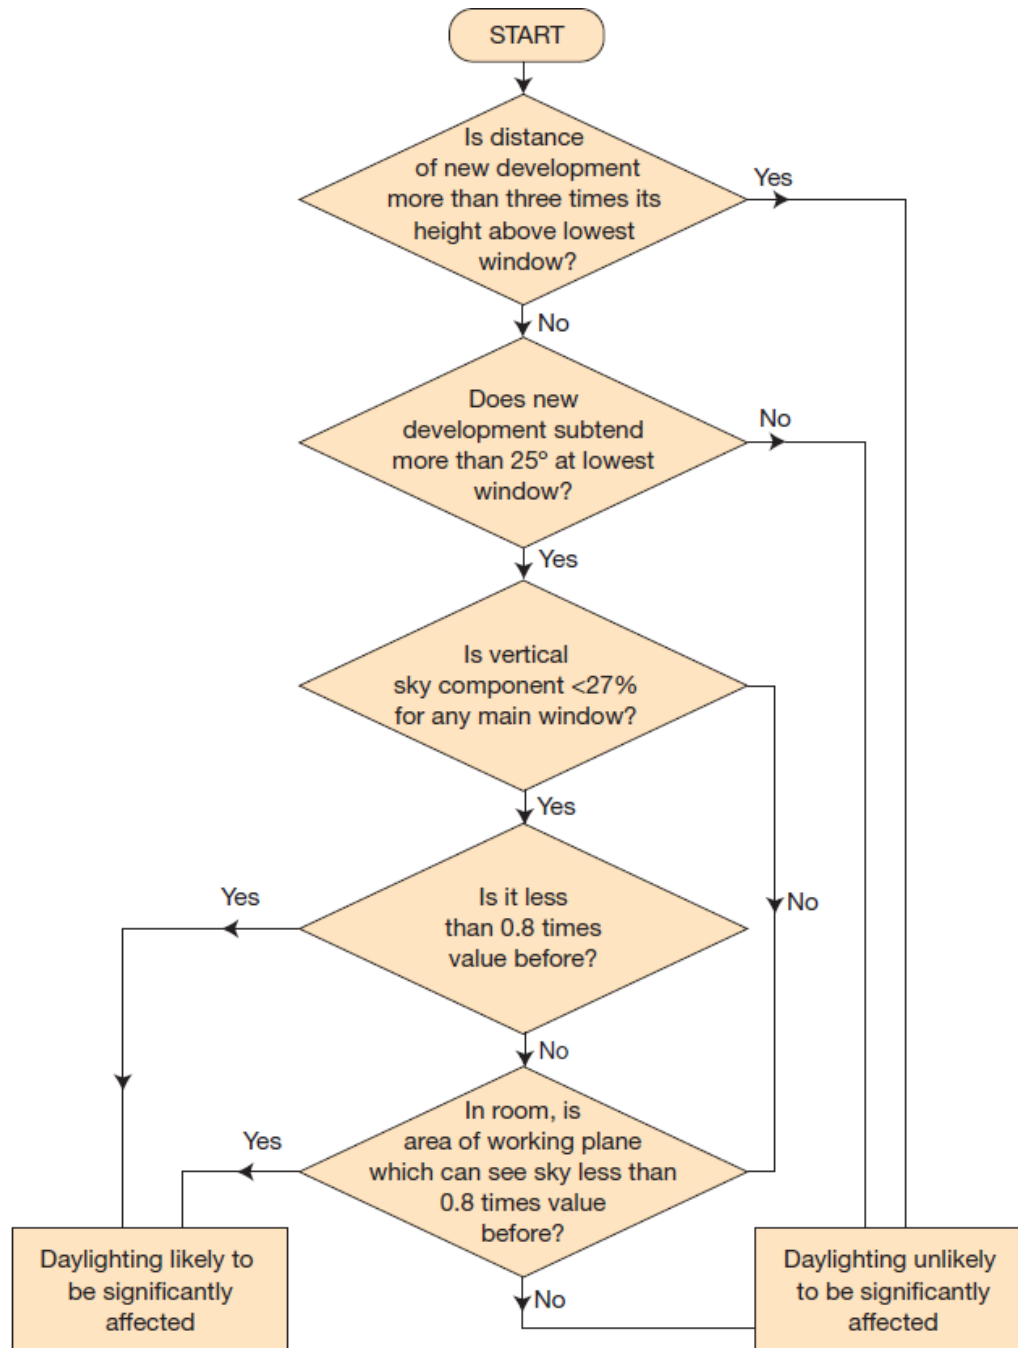 START
Is distance
of new development
more than three times its
height above lowest
window?
Yes
No
Does new
development subtend
more than 25º at lowest
window?
No
Yes
Is vertical
sky component <27%
for any main window?
Yes
No
Is it less
than 0.8 times
value before?
Yes
No
In room, is
area of working plane
which can see sky less than
0.8 times value
before?
Yes
No
Daylighting likely to
be significantly
affected
Daylighting unlikely
to be significantly
affected